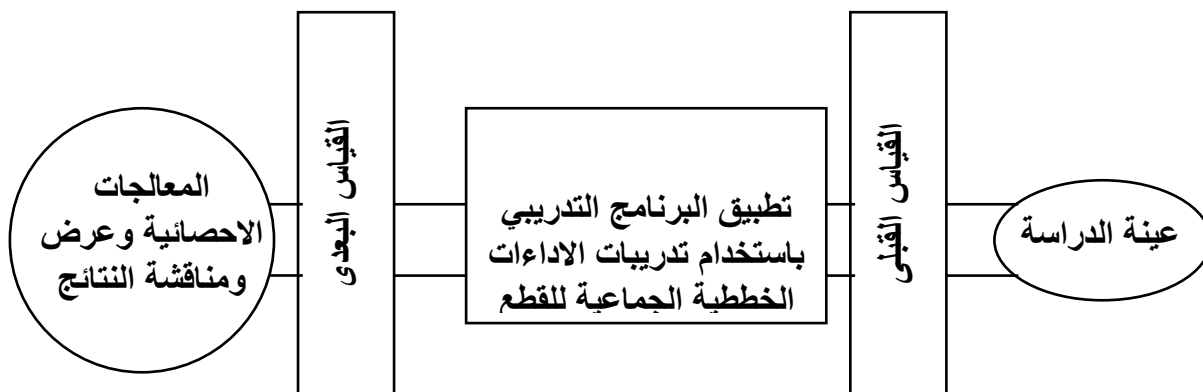 عينة الدراسة
القياس القبلى
تطبيق البرنامج التدريبي
باستخدام تدريبات الاداءات
الخططية الجماعية للقطع
القياس البعدى
المعالجات
الاحصائية وعرض
ومناقشة النتائج